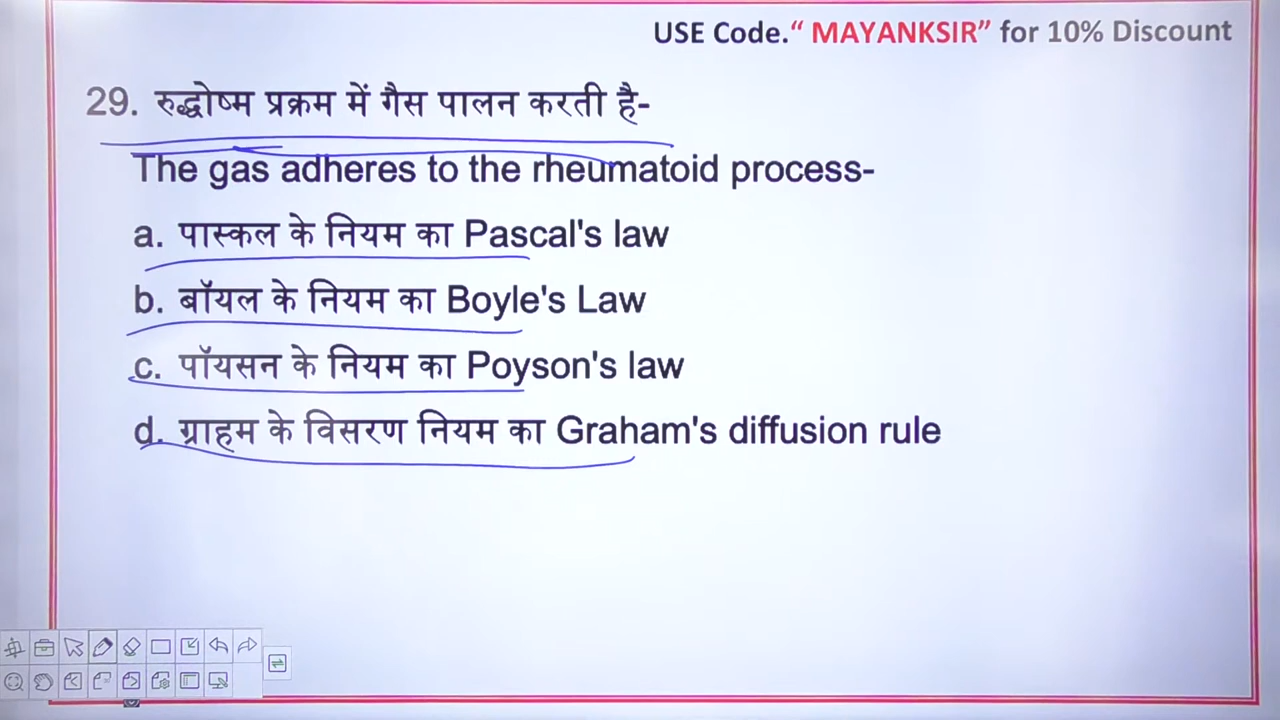 USE Code.“ MAYANKSIR” for 10% Discount
29. रुद्धोष्म प्रक्रम में गैस पालन करती है-
The gas adheres to the rheumatoid process-
a. पास्कल के नियम का Pascal's law
b. बॉयल के नियम का Boyle's Law
c. पॉयसन के नियम का Poyson's law
d. ग्राहम के विसरण नियम का Graham's diffusion rule